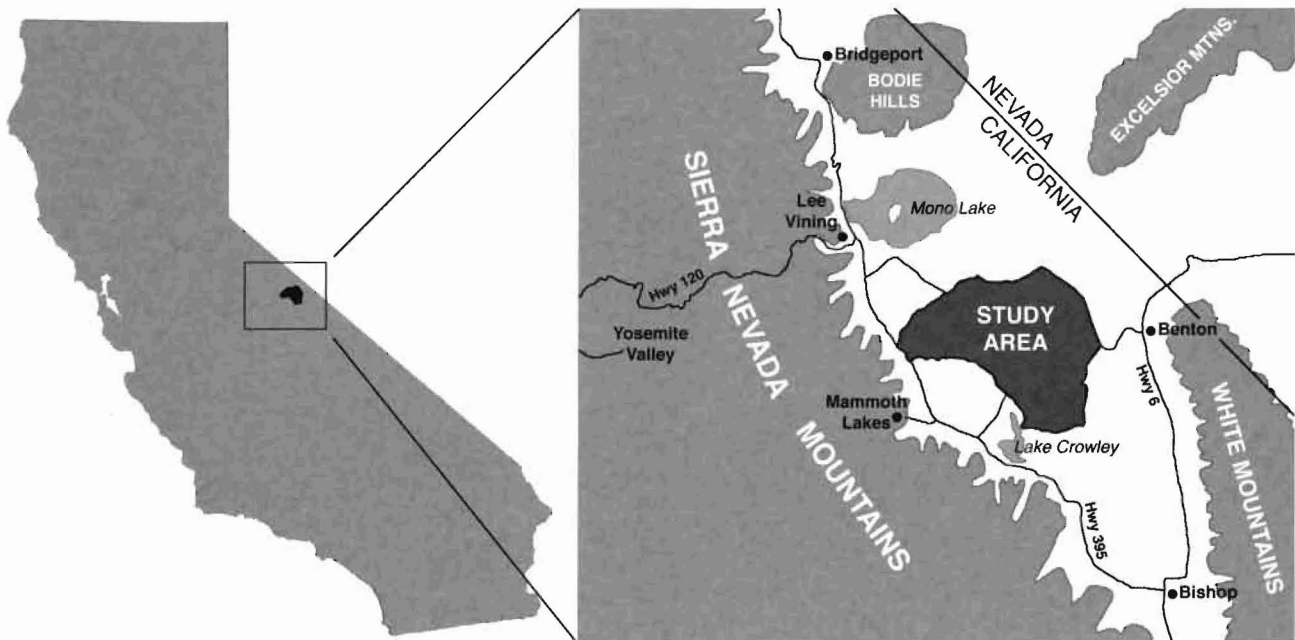 Bridgeport
BODIE
HILLS
EXCELSIOR MTNS.
NEVADA
CALIFORNIA
SIERRA
NEVADA
MOUNTAINS
Lee
Vining
Mono Lake
Hwy 120
Yosemite
Valley
STUDY
AREA
Benton
Hwy 6
Mammoth
Lakes
Lake Crowley
WHITE MOUNTAINS
Hwy 395
Bishop